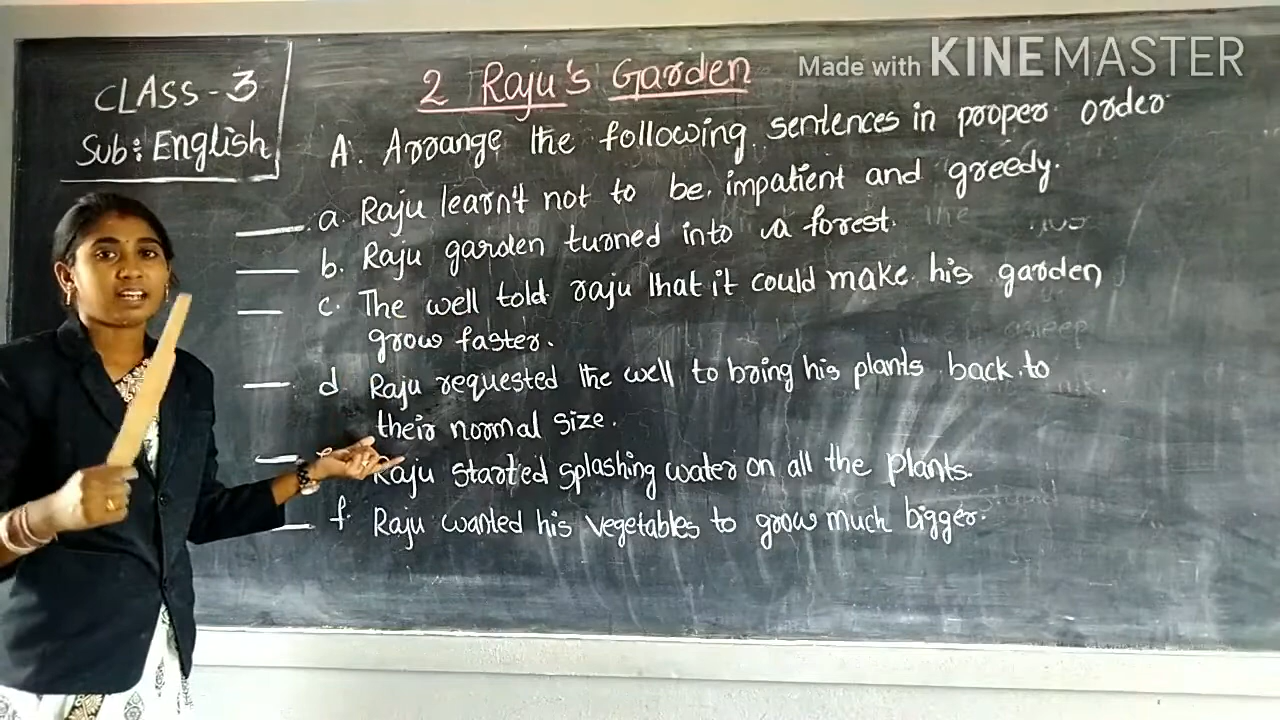 Made with KINEMASTER
CLASS - 3
Sub: English
2 Raju's Garden
A. Arrange the following sentences in proper order
a. Raju learn't not to be impatient and greedy.
b. Raju garden turned into a forest.
c. The well told raju that it could make his garden
grow faster.
d Raju requested the well to bring his plants back to
their normal size.
Raju started splashing water on all the plants.
f. Raju wanted his vegetables to grow much bigger.